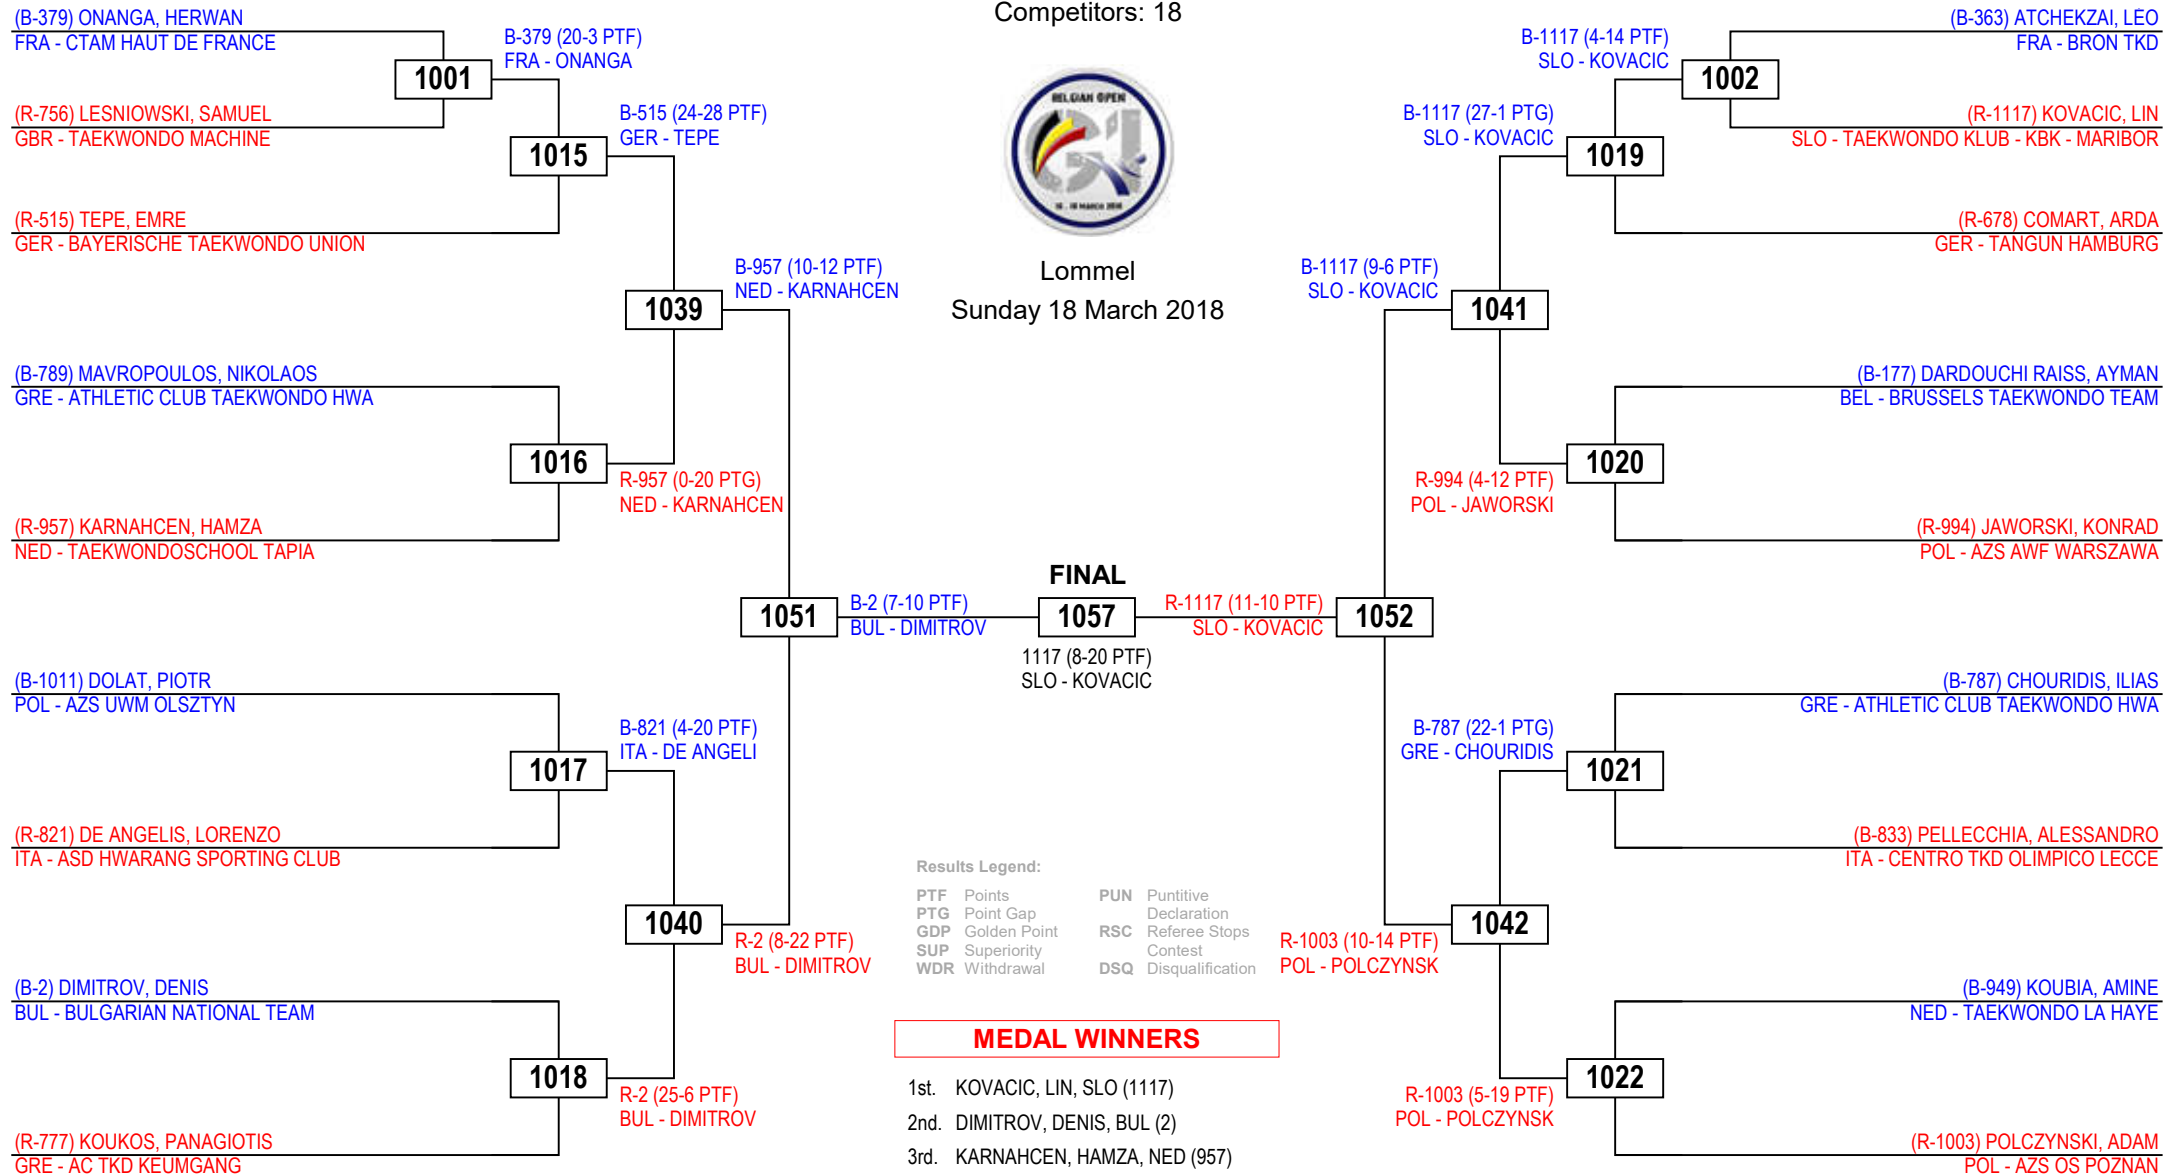 Competitors: 18
BELGIAN OPEN
Lommel
Sunday 18 March 2018
(B-379) ONANGA, HERWAN
FRA - CTAM HAUT DE FRANCE
1001
(R-756) LESNIOWSKI, SAMUEL
GBR - TAEKWONDO MACHINE
B-379 (20-3 PTF)
FRA - ONANGA
1015
(R-515) TEPE, EMRE
GER - BAYERISCHE TAEKWONDO UNION
B-515 (24-28 PTF)
GER - TEPE
1039
(B-789) MAVROPOULOS, NIKOLAOS
GRE - ATHLETIC CLUB TAEKWONDO HWA
1016
(R-957) KARNAHCEN, HAMZA
NED - TAEKWONDOSCHOOL TAPIA
R-957 (0-20 PTG)
NED - KARNAHCEN
B-957 (10-12 PTF)
NED - KARNAHCEN
1051
(B-1011) DOLAT, PIOTR
POL - AZS UWM OLSZTYN
1017
(R-821) DE ANGELIS, LORENZO
ITA - ASD HWARANG SPORTING CLUB
B-821 (4-20 PTF)
ITA - DE ANGELI
1040
(B-2) DIMITROV, DENIS
BUL - BULGARIAN NATIONAL TEAM
1018
(R-777) KOUKOS, PANAGIOTIS
GRE - AC TKD KEUMGANG
R-2 (25-6 PTF)
BUL - DIMITROV
R-2 (8-22 PTF)
BUL - DIMITROV
B-2 (7-10 PTF)
BUL - DIMITROV
FINAL
1057
1117 (8-20 PTF)
SLO - KOVACIC
R-1117 (11-10 PTF)
SLO - KOVACIC
1052
(B-363) ATCHEKZAI, LÉO
FRA - BRON TKD
1002
(R-1117) KOVACIC, LIN
SLO - TAEKWONDO KLUB - KBK - MARIBOR
B-1117 (4-14 PTF)
SLO - KOVACIC
1019
(R-678) COMART, ARDA
GER - TANGUN HAMBURG
B-1117 (27-1 PTG)
SLO - KOVACIC
1041
(B-177) DARDOUCHI RAISS, AYMAN
BEL - BRUSSELS TAEKWONDO TEAM
1020
(R-994) JAWORSKI, KONRAD
POL - AZS AWF WARSZAWA
R-994 (4-12 PTF)
POL - JAWORSKI
B-1117 (9-6 PTF)
SLO - KOVACIC
(B-787) CHOURIDIS, ILIAS
GRE - ATHLETIC CLUB TAEKWONDO HWA
1021
(B-833) PELLECCHIA, ALESSANDRO
ITA - CENTRO TKD OLIMPICO LECCE
B-787 (22-1 PTG)
GRE - CHOURIDIS
1042
(B-949) KOUBIA, AMINE
NED - TAEKWONDO LA HAYE
1022
(R-1003) POLCZYNSKI, ADAM
POL - AZS OS POZNAN
R-1003 (5-19 PTF)
POL - POLCZYNSK
R-1003 (10-14 PTF)
POL - POLCZYNSK
Results Legend:
PTF Points
PTG Point Gap
GDP Golden Point
SUP Superiority
WDR Withdrawal
PUN Puntitive
Declaration
RSC Referee Stops
Contest
DSQ Disqualification
MEDAL WINNERS
1st. KOVACIC, LIN, SLO (1117)
2nd. DIMITROV, DENIS, BUL (2)
3rd. KARNAHCEN, HAMZA, NED (957)